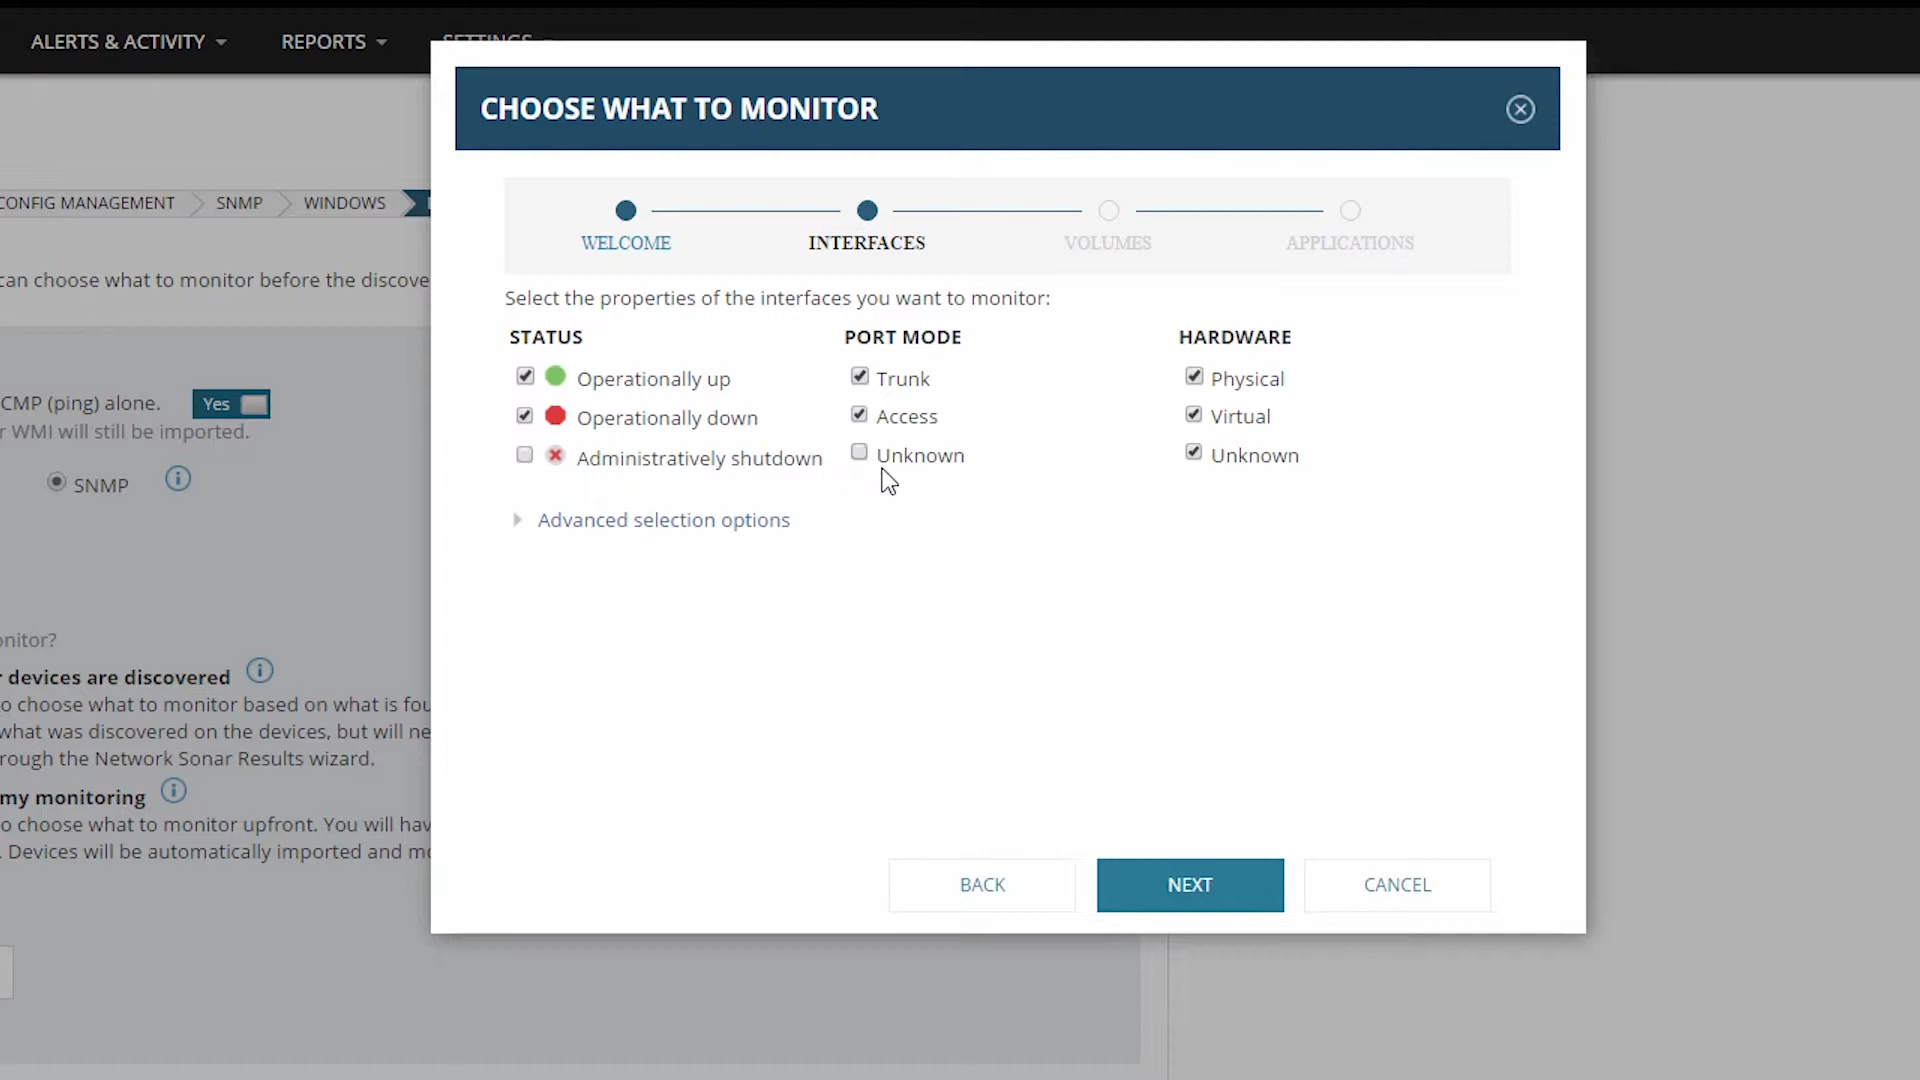 ALERTS & ACTIVITY
REPORTS
SETTINGS
CHOOSE WHAT TO MONITOR
CONFIG MANAGEMENT
SNMP
WINDOWS
WELCOME
INTERFACES
VOLUMES
APPLICATIONS
can choose what to monitor before the discove
Select the properties of the interfaces you want to monitor:
STATUS
PORT MODE
HARDWARE
Operationally up
Trunk
Physical
CMP (ping) alone.
Yes
Operationally down
Access
Virtual
r WMI will still be imported.
Administratively shutdown
Unknown
Unknown
SNMP
Advanced selection options
onitor?
r devices are discovered
o choose what to monitor based on what is fou
what was discovered on the devices, but will ne
rough the Network Sonar Results wizard.
my monitoring
o choose what to monitor upfront. You will hav
. Devices will be automatically imported and mo
BACK
NEXT
CANCEL